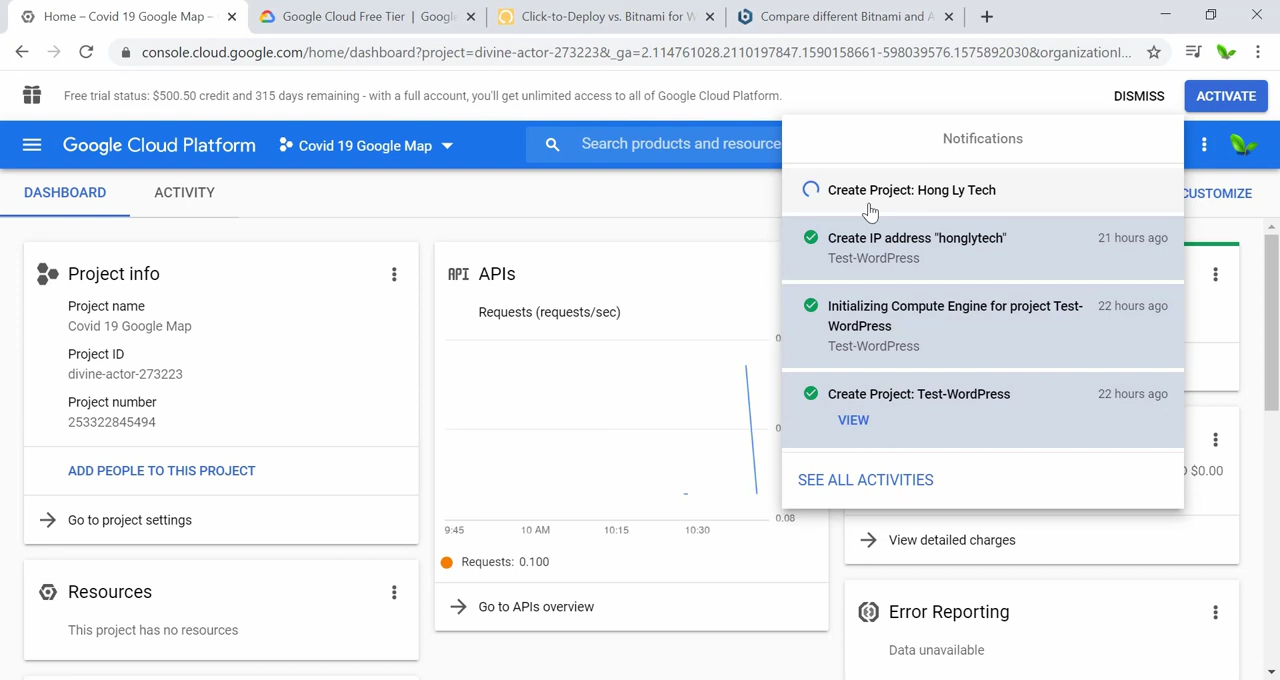 Home – Covid 19 Google Map –
Google Cloud Free Tier | Google
Click-to-Deploy vs. Bitnami for W
Compare different Bitnami and A
console.cloud.google.com/home/dashboard?project=divine-actor-273223&_ga=2.114761028.2110197847.1590158661-598039576.1575892030&organizationI...
Free trial status: $500.50 credit and 315 days remaining - with a full account, you'll get unlimited access to all of Google Cloud Platform.
DISMISS
ACTIVATE
Google Cloud Platform
Covid 19 Google Map
Search products and resource
DASHBOARD
ACTIVITY
CUSTOMIZE
Notifications
Create Project: Hong Ly Tech
Create IP address "honglytech"
21 hours ago
Test-WordPress
Initializing Compute Engine for project Test-
WordPress
22 hours ago
Test-WordPress
Create Project: Test-WordPress
22 hours ago
VIEW
SEE ALL ACTIVITIES
Project info
Project name
Covid 19 Google Map
Project ID
divine-actor-273223
Project number
253322845494
ADD PEOPLE TO THIS PROJECT
Go to project settings
Resources
This project has no resources
API APIs
Requests (requests/sec)
0.08
9:45
10 AM
10:15
10:30
Requests: 0.100
Go to APIs overview
$0.00
View detailed charges
Error Reporting
Data unavailable